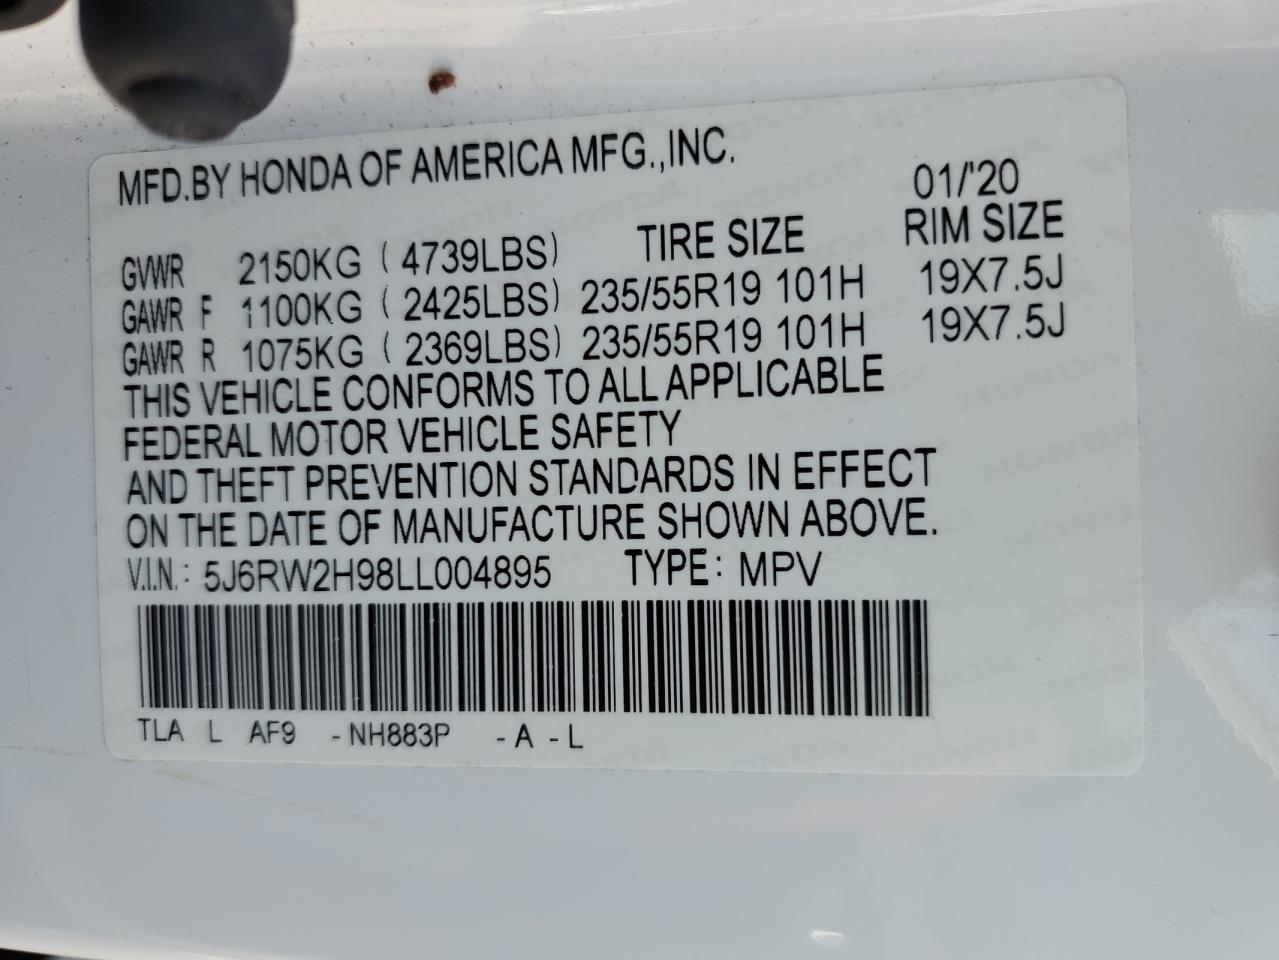 MFD.BY HONDA OF AMERICA MFG.,INC. 01/'20
GVWR 2150KG ( 4739LBS) TIRE SIZE RIM SIZE
GAWR F 1100KG ( 2425LBS) 235/55R19 101H 19X7.5J
GAWR R 1075KG ( 2369LBS) 235/55R19 101H 19X7.5J
THIS VEHICLE CONFORMS TO ALL APPLICABLE
FEDERAL MOTOR VEHICLE SAFETY
AND THEFT PREVENTION STANDARDS IN EFFECT
ON THE DATE OF MANUFACTURE SHOWN ABOVE.
V.I.N.: 5J6RW2H98LL004895 TYPE: MPV
TLA L AF9 -NH883P -A -L